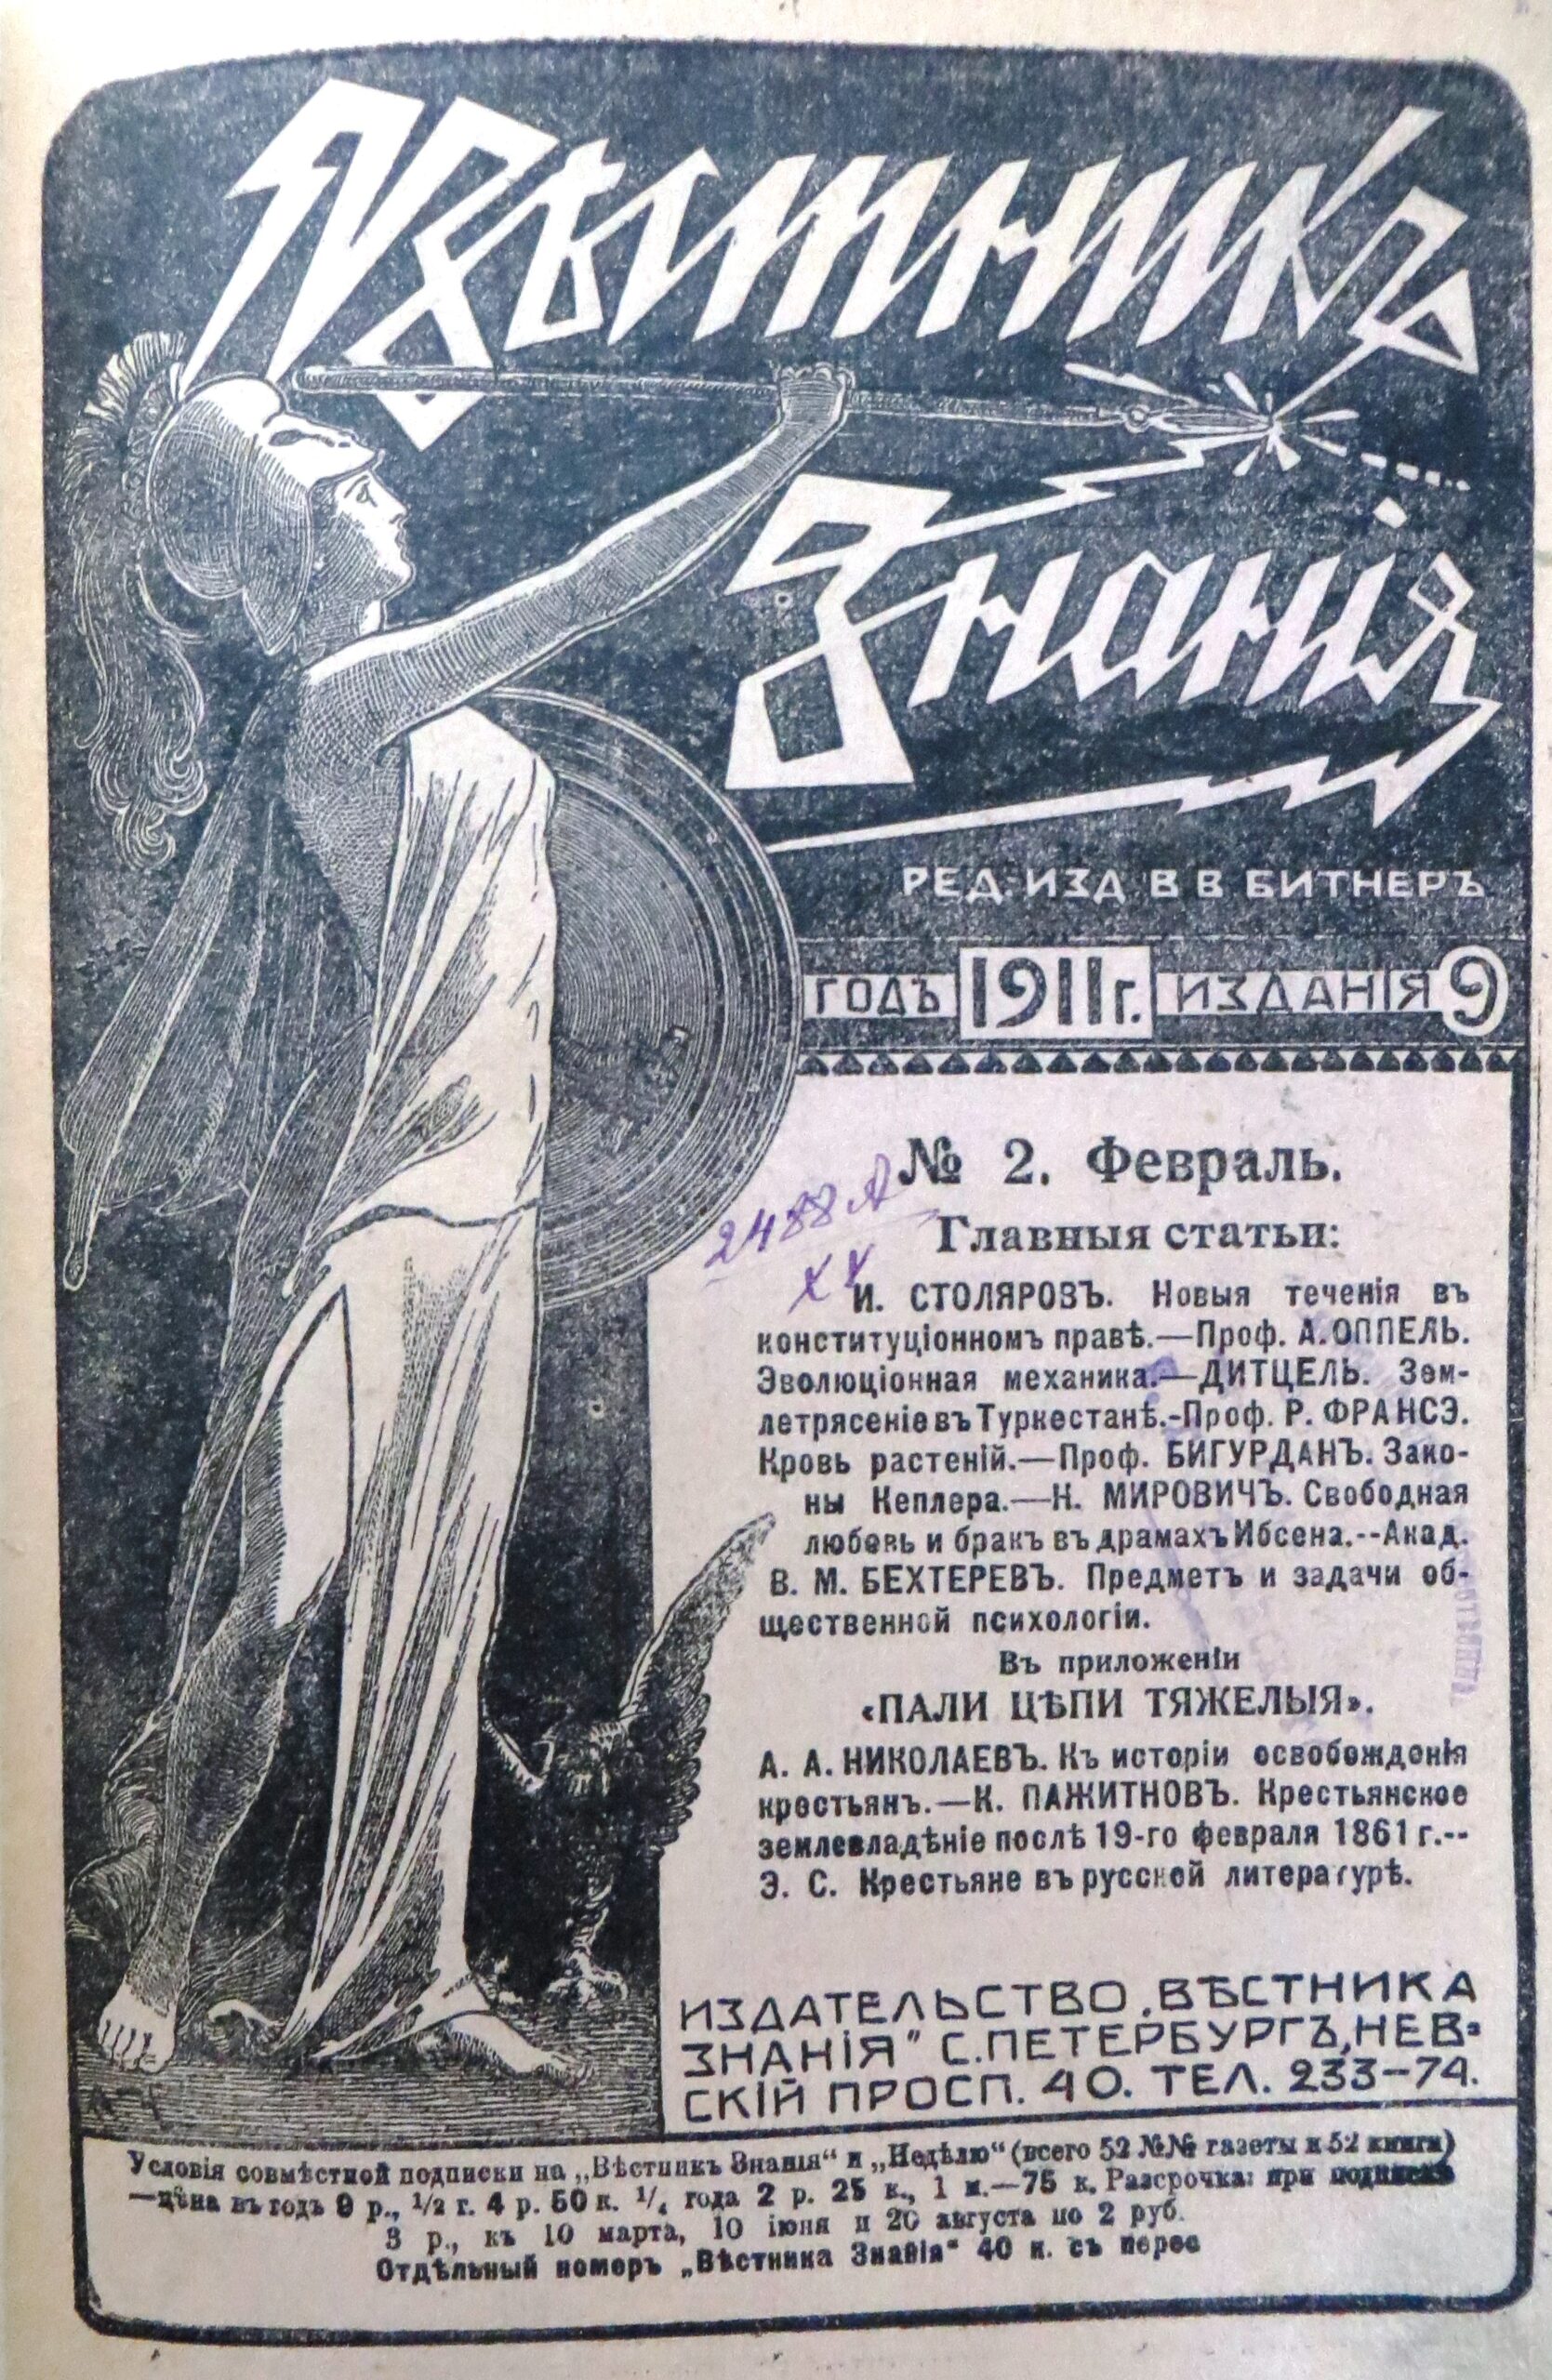 Вѣстникъ
Знанія
РЕД. ИЗД. В В БИТНЕРЪ
ГОДЪ 1911г. ИЗДАНІЯ 9
№ 2. Февраль.
2488
Главныя статьи:
И. СТОЛЯРОВЪ. Новыя теченія въ
конституціонномъ правѣ.—Проф. А. ОППЕЛЬ.
Эволюціонная механика.—ДИТЦЕЛЬ. Зем-
летрясеніе въ Туркестанѣ.-Проф. Р. ФРАНСЭ.
Кровь растеній.—Проф. БИГУРДАНЪ. Зако-
ны Кеплера.—Н. МИРОВИЧЪ. Свободная
любовь и бракъ въ драмахъ Ибсена.--Акад.
В. М. БЕХТЕРЕВЪ. Предметъ и задачи об-
щественной психологіи.
Въ приложеніи
«ПАЛИ ЦѢПИ ТЯЖЕЛЫЯ».
А. А. НИКОЛАЕВЪ. Къ исторіи освобожденія
крестьянъ.—К. ПАЖИТНОВЪ. Крестьянское
землевладѣніе послѣ 19-го февраля 1861 г.--
Э. С. Крестьяне въ русской литературѣ.
ИЗДАТЕЛЬСТВО „ВѢСТНИКА
ЗНАНІЯ" С. ПЕТЕРБУРГЪ, НЕВ-
СКІЙ ПРОСП. 40. ТЕЛ. 233-74.
Условія совмѣстной подписки на „Вѣстникъ Знанія“ и „Недѣлю“ (всего 52 №№ газеты и 52 книги)
—цѣна въ годъ 9 р., 1/2 г. 4 р. 50 к. 1/4 года 2 р. 25 к., 1 м.—75 к. Разсрочка: при подпискѣ
3 р., къ 10 марта, 10 іюня и 20 августа по 2 руб.
Отдѣльный номеръ „Вѣстника Знанія“ 40 к. съ перес